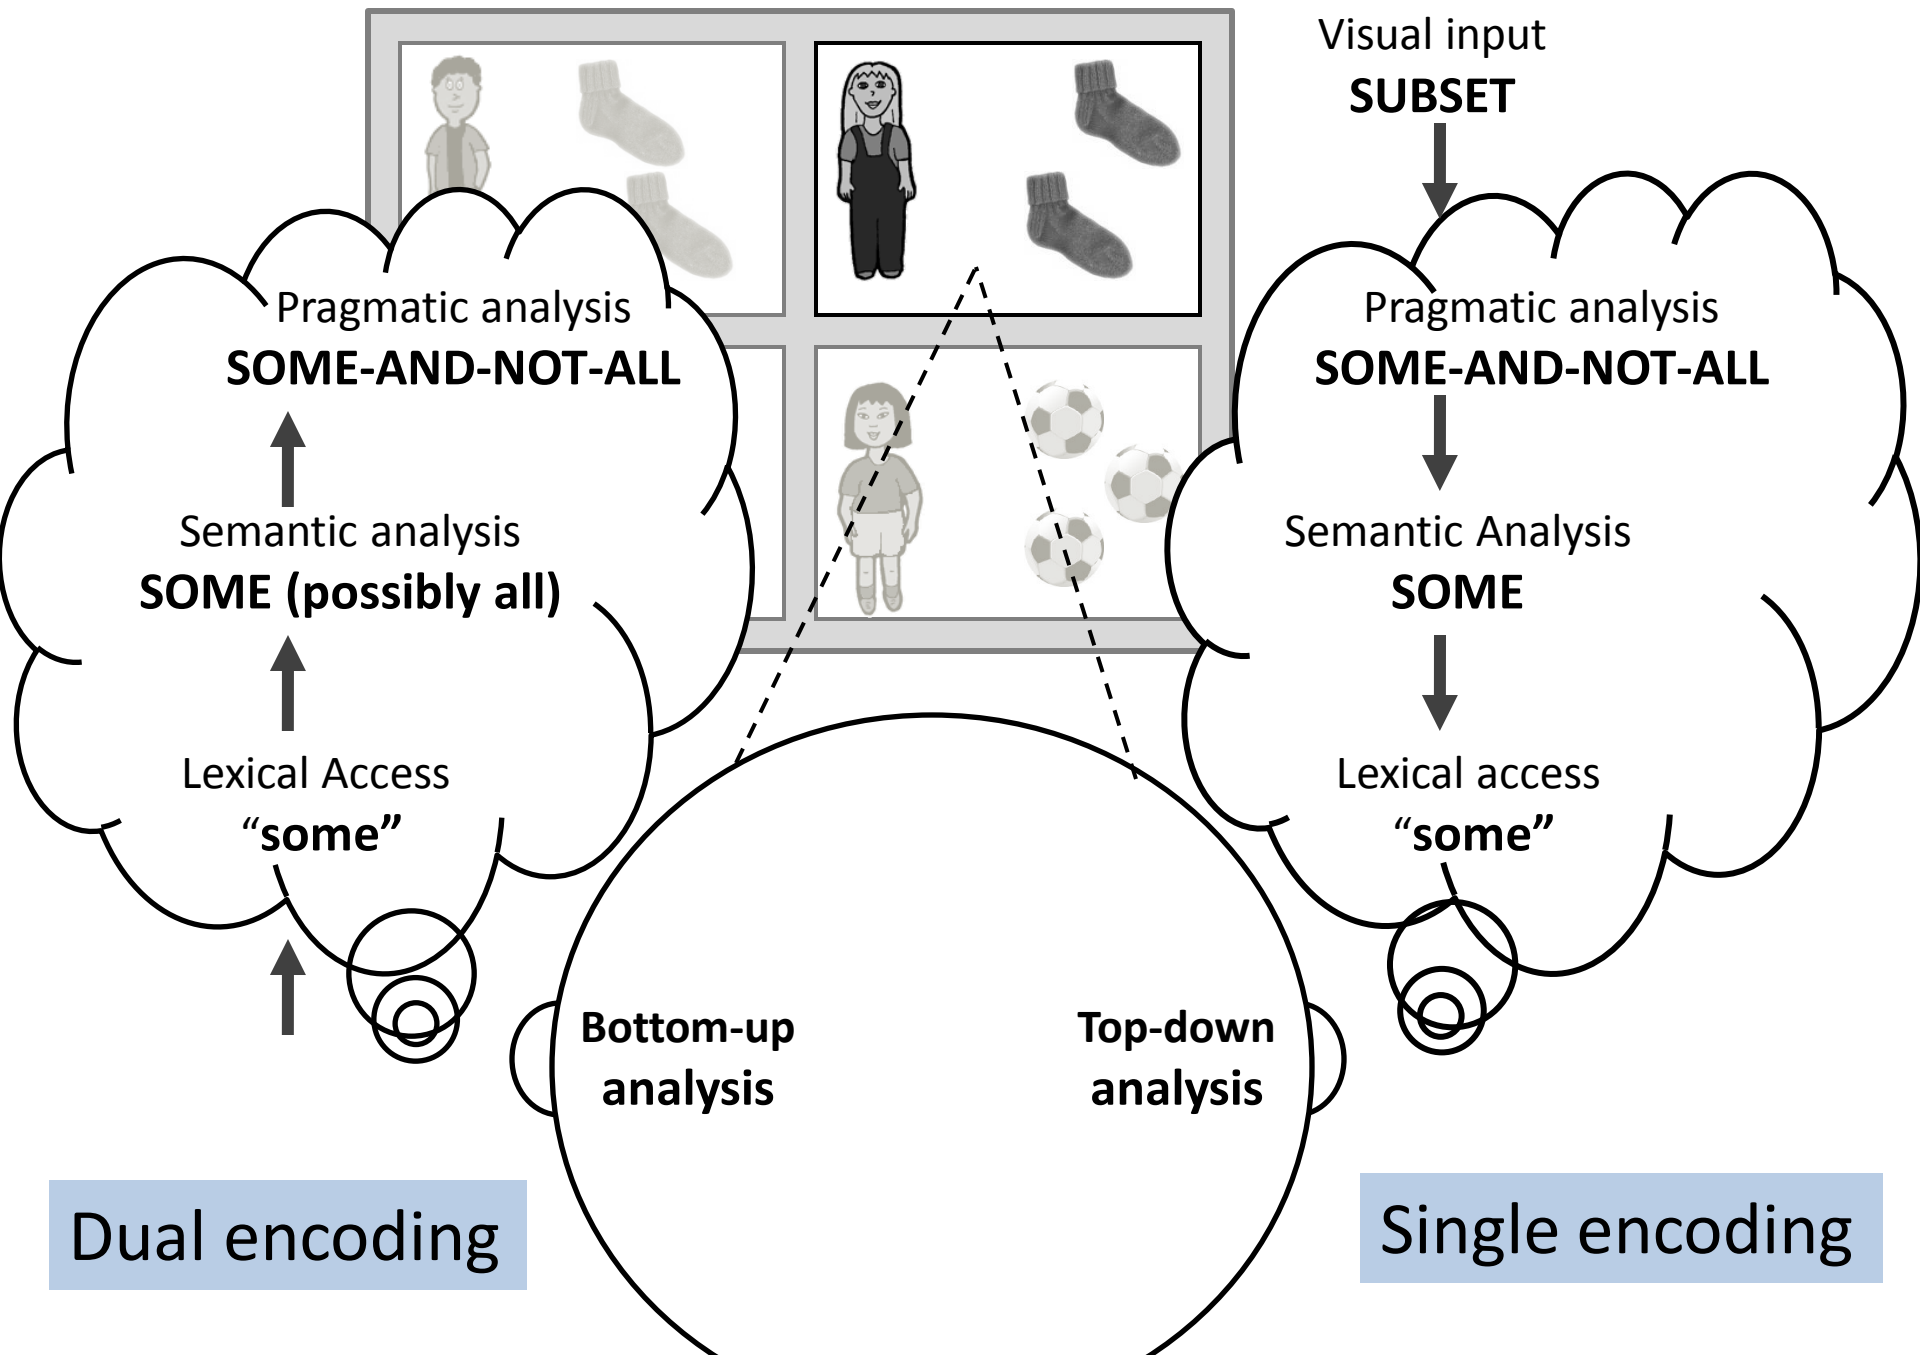 Visual input
SUBSET
Pragmatic analysis
SOME-AND-NOT-ALL
Semantic analysis
SOME (possibly all)
Lexical Access
“some”
Pragmatic analysis
SOME-AND-NOT-ALL
Semantic Analysis
SOME
Lexical access
“some”
Bottom-up
analysis
Top-down
analysis
Dual encoding
Single encoding